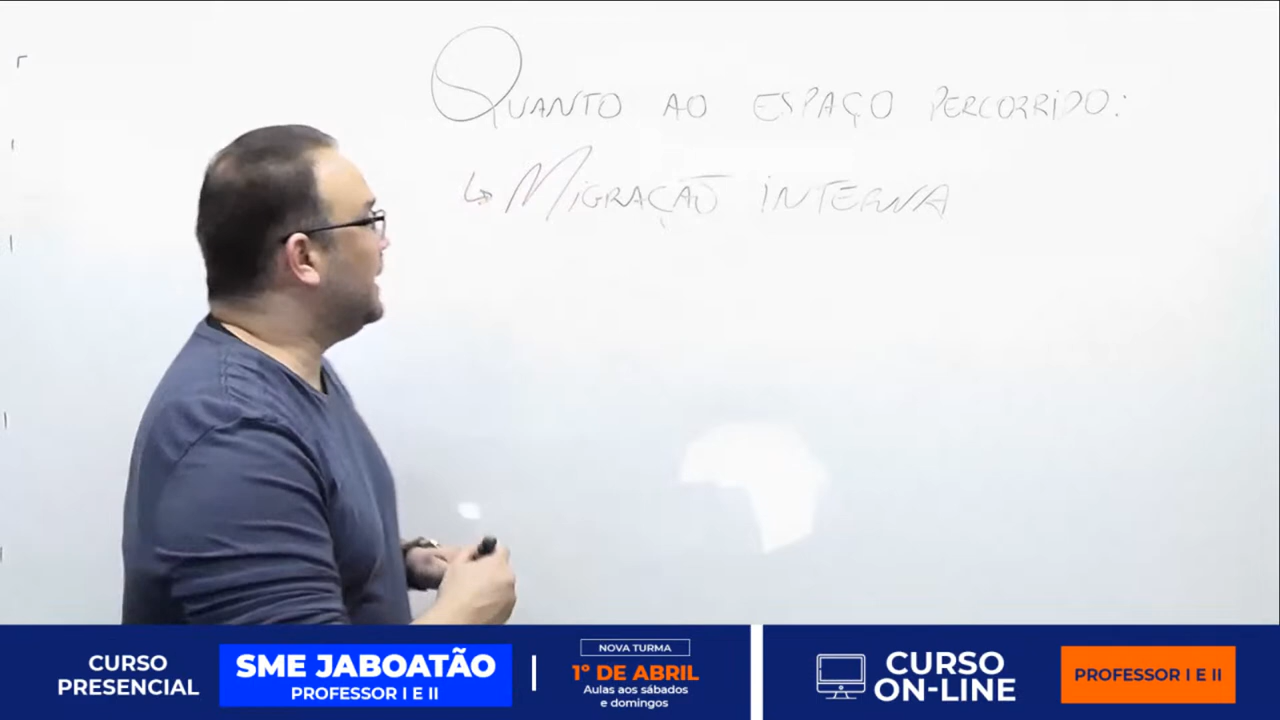 QUANTO AO ESPAÇO PERCORRIDO:
↳ MIGRAÇÃO INTERNA
CURSO
PRESENCIAL
SME JABOATÃO
PROFESSOR I E II
NOVA TURMA
1º DE ABRIL
Aulas aos sábados
e domingos
CURSO
ON-LINE
PROFESSOR I E II